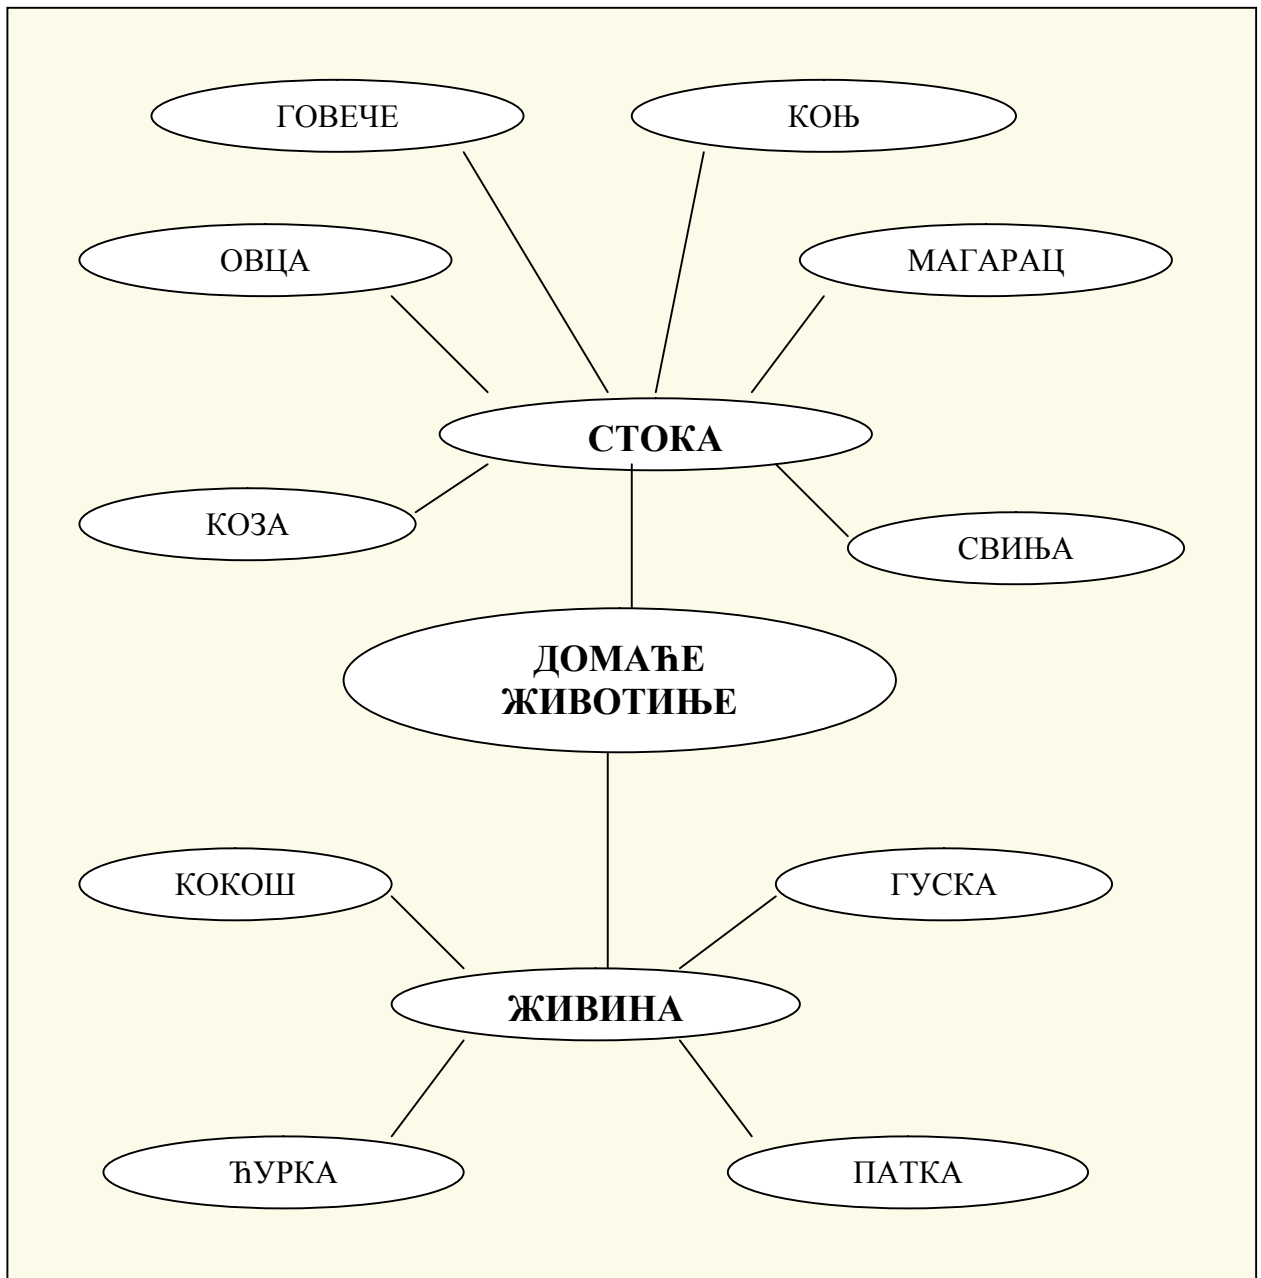 ГОВЕЧЕ
КОЊ
ОВЦА
МАГАРАЦ
СТОКА
КОЗА
СВИЊА
ДОМАЋЕ
ЖИВОТИЊЕ
КОКОШ
ГУСКА
ЖИВИНА
ЋУРКА
ПАТКА